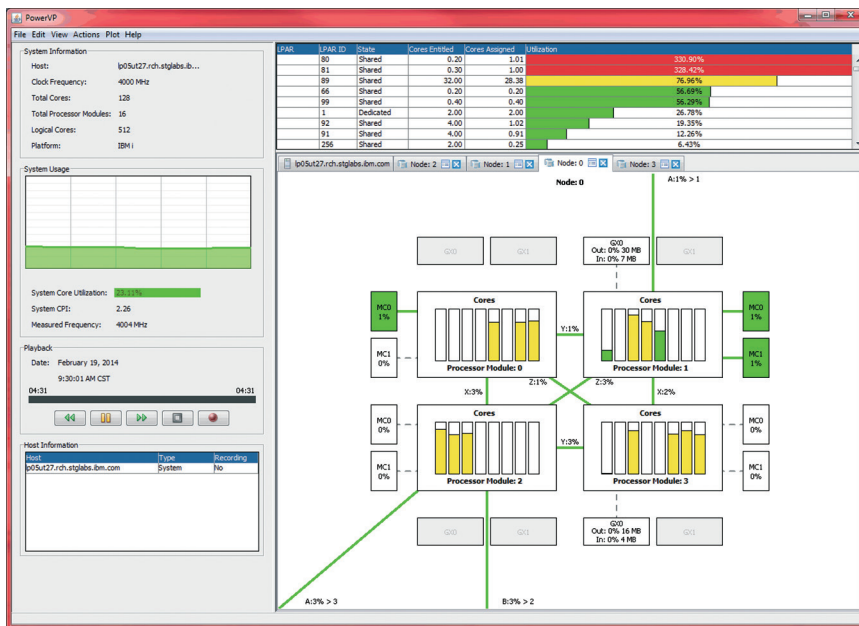 PowerVP
File Edit View Actions Plot Help
System Information
Host: lp05ut27.rch.stglabs.ib...
Clock Frequency: 4000 MHz
Total Cores: 128
Total Processor Modules: 16
Logical Cores: 512
Platform: IBM i
System Usage
System Core Utilization: 23.11%
System CPI: 2.26
Measured Frequency: 4004 MHz
Playback
Date: February 19, 2014
9:30:01 AM CST
04:31 04:31
Host Information
Host Type Recording
lp05ut27.rch.stglabs.ibm.com System No
LPAR LPAR ID State Cores Entitled Cores Assigned Utilization
80 Shared 0.20 1.01 330.90%
81 Shared 0.30 1.00 328.42%
89 Shared 32.00 28.38 76.96%
66 Shared 0.20 0.20 56.69%
99 Shared 0.40 0.40 56.29%
1 Dedicated 2.00 2.00 26.78%
92 Shared 4.00 1.02 19.35%
91 Shared 4.00 0.91 12.26%
256 Shared 2.00 0.25 6.43%
lp05ut27.rch.stglabs.ibm.com Node: 2 Node: 1 Node: 0 Node: 3
Node: 0
A:1% > 1
GX0 GX1
GX0
Out: 0% 30 MB
In: 0% 7 MB
GX1
MC0
1%
MC1
0%
Cores
Processor Module: 0
Y:1%
Cores
Processor Module: 1
MC0
1%
MC1
1%
X:3% Z:1% Z:3% X:2%
MC0
0%
MC1
0%
Cores
Processor Module: 2
Y:3%
Cores
Processor Module: 3
MC0
0%
MC1
0%
GX0 GX1
GX0
Out: 0% 16 MB
In: 0% 4 MB
GX1
A:3% > 3
B:3% > 2